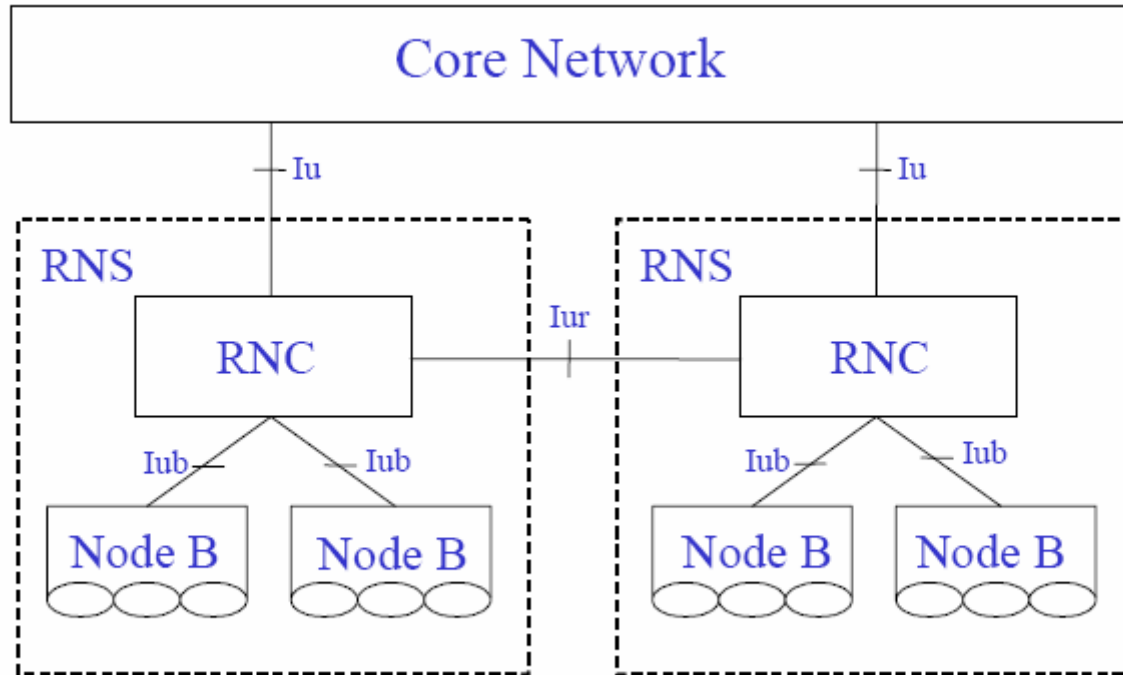 Core Network
Iu
Iu
RNS
RNS
Iur
RNC
RNC
Iub
Iub
Iub
Iub
Node B
Node B
Node B
Node B